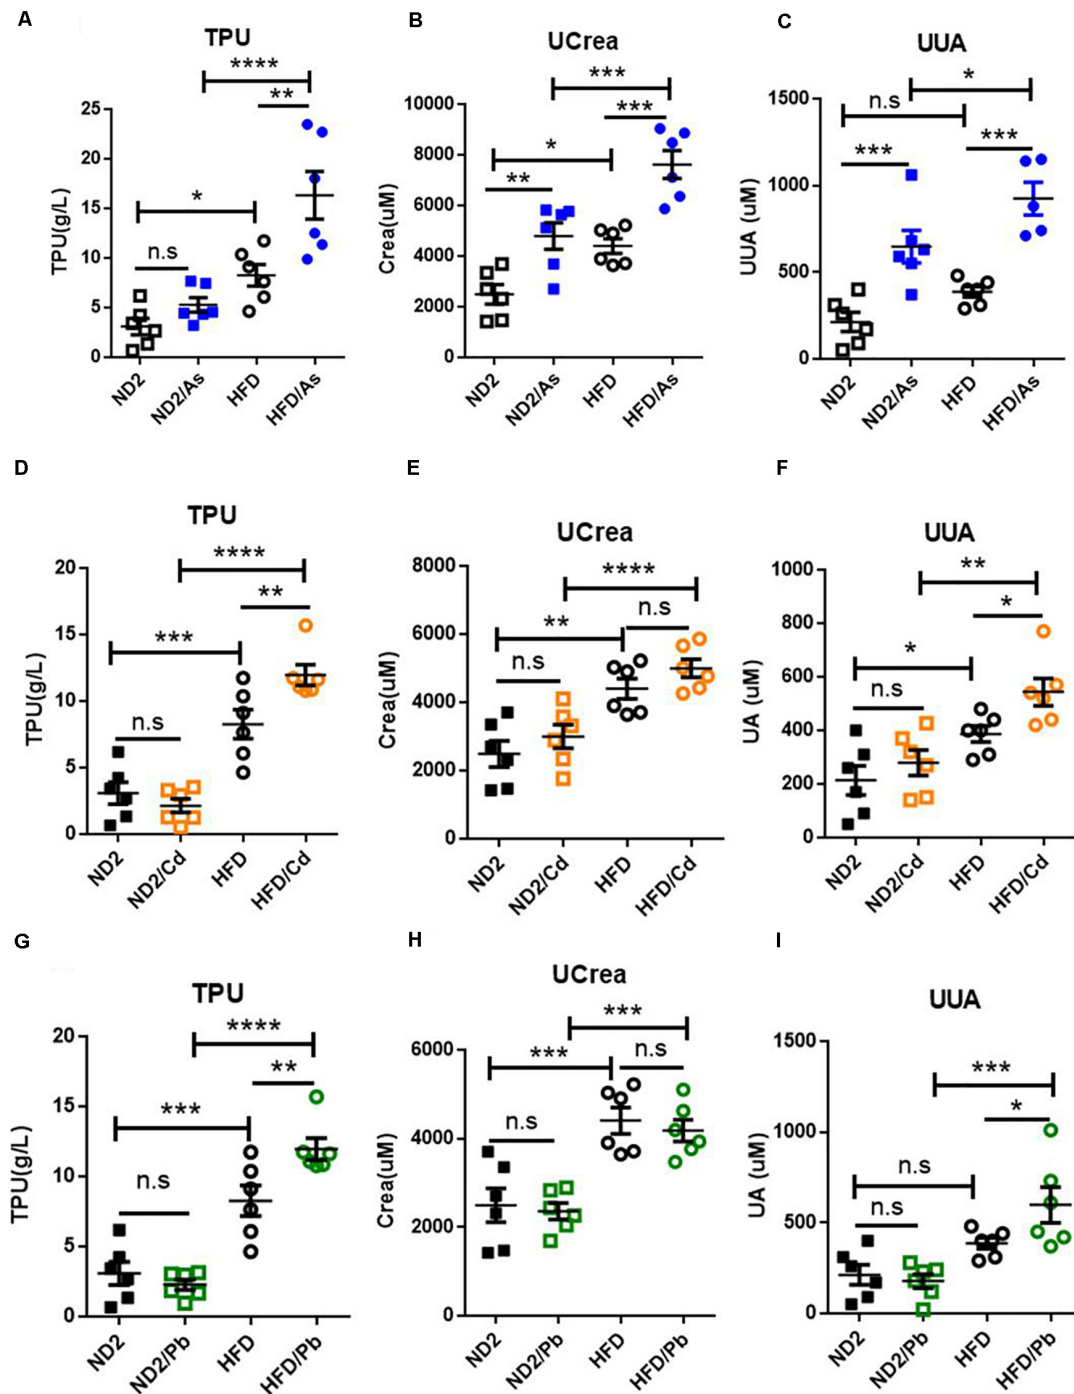 A
TPU
****
**
*
n.s
TPU(g/L)
25
20
15
10
5
0
ND2
ND2/As
HFD
HFD/As
B
UCrea
***
***
*
**
Crea(uM)
10000
8000
6000
4000
2000
0
ND2
ND2/As
HFD
HFD/As
C
UUA
*
n.s
***
***
UUA (uM)
1500
1000
500
0
ND2
ND2/As
HFD
HFD/As
D
TPU
****
**
***
n.s
TPU(g/L)
20
15
10
5
0
ND2
ND2/Cd
HFD
HFD/Cd
E
UCrea
****
n.s
**
n.s
Crea(uM)
8000
6000
4000
2000
0
ND2
ND2/Cd
HFD
HFD/Cd
F
UUA
**
*
*
n.s
UA (uM)
1000
800
600
400
200
0
ND2
ND2/Cd
HFD
HFD/Cd
G
TPU
****
**
***
n.s
TPU(g/L)
20
15
10
5
0
ND2
ND2/Pb
HFD
HFD/Pb
H
UCrea
***
n.s
***
n.s
Crea(uM)
6000
4000
2000
0
ND2
ND2/Pb
HFD
HFD/Pb
I
UUA
***
*
n.s
n.s
UA (uM)
1500
1000
500
0
ND2
ND2/Pb
HFD
HFD/Pb